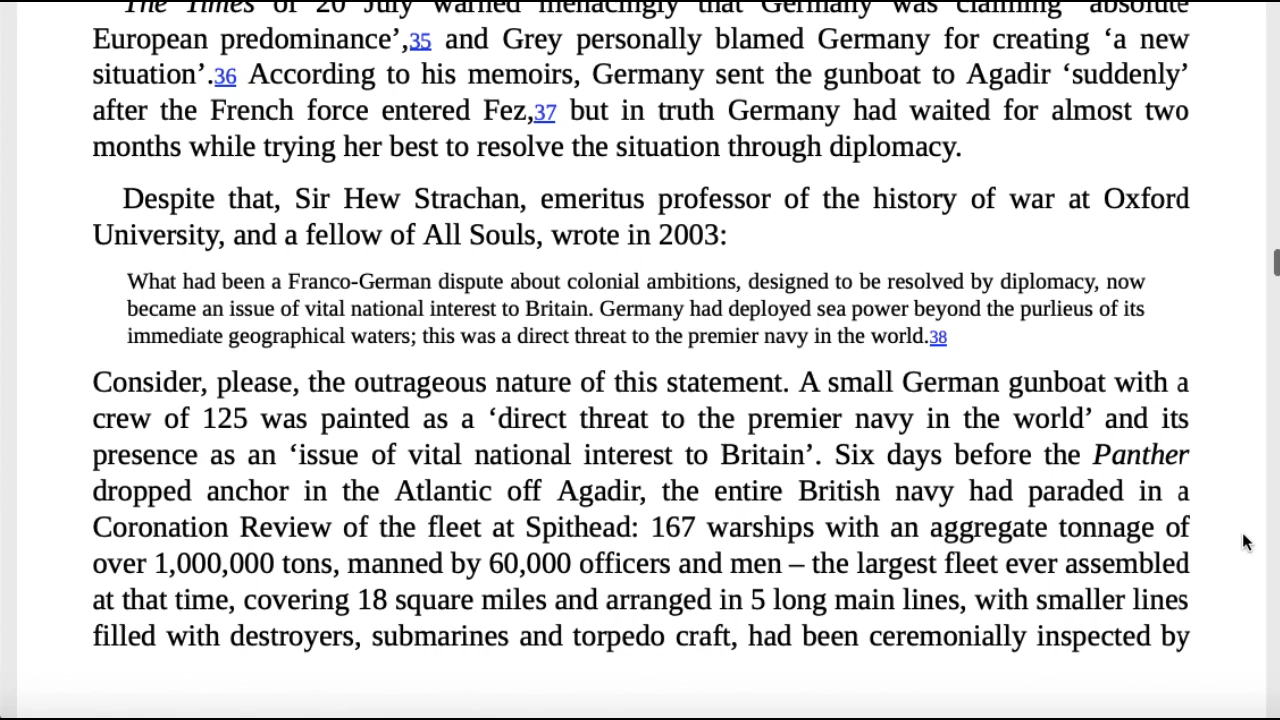 The Times of 20 July warned menacingly that Germany was claiming ‘absolute
European predominance’,35 and Grey personally blamed Germany for creating ‘a new
situation’.36 According to his memoirs, Germany sent the gunboat to Agadir ‘suddenly’
after the French force entered Fez,37 but in truth Germany had waited for almost two
months while trying her best to resolve the situation through diplomacy.
Despite that, Sir Hew Strachan, emeritus professor of the history of war at Oxford
University, and a fellow of All Souls, wrote in 2003:
What had been a Franco-German dispute about colonial ambitions, designed to be resolved by diplomacy, now
became an issue of vital national interest to Britain. Germany had deployed sea power beyond the purlieus of its
immediate geographical waters; this was a direct threat to the premier navy in the world.38
Consider, please, the outrageous nature of this statement. A small German gunboat with a
crew of 125 was painted as a ‘direct threat to the premier navy in the world’ and its
presence as an ‘issue of vital national interest to Britain’. Six days before the Panther
dropped anchor in the Atlantic off Agadir, the entire British navy had paraded in a
Coronation Review of the fleet at Spithead: 167 warships with an aggregate tonnage of
over 1,000,000 tons, manned by 60,000 officers and men – the largest fleet ever assembled
at that time, covering 18 square miles and arranged in 5 long main lines, with smaller lines
filled with destroyers, submarines and torpedo craft, had been ceremonially inspected by